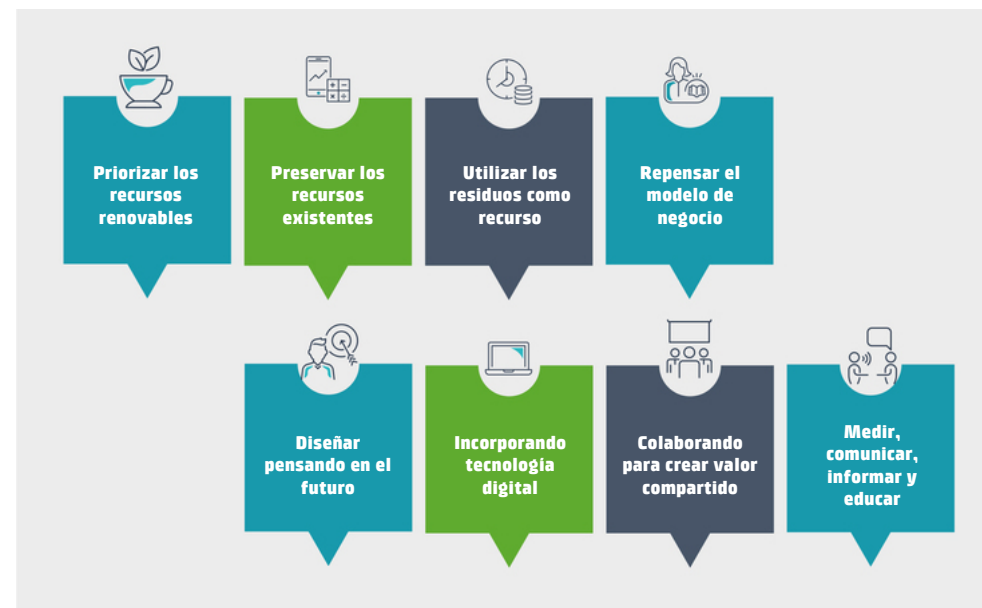 Priorizar los
recursos
renovables
Preservar los
recursos
existentes
Utilizar los
residuos como
recurso
Repensar el
modelo de
negocio
Diseñar
pensando en el
futuro
Incorporando
tecnología
digital
Colaborando
para crear valor
compartido
Medir,
comunicar,
informar y
educar